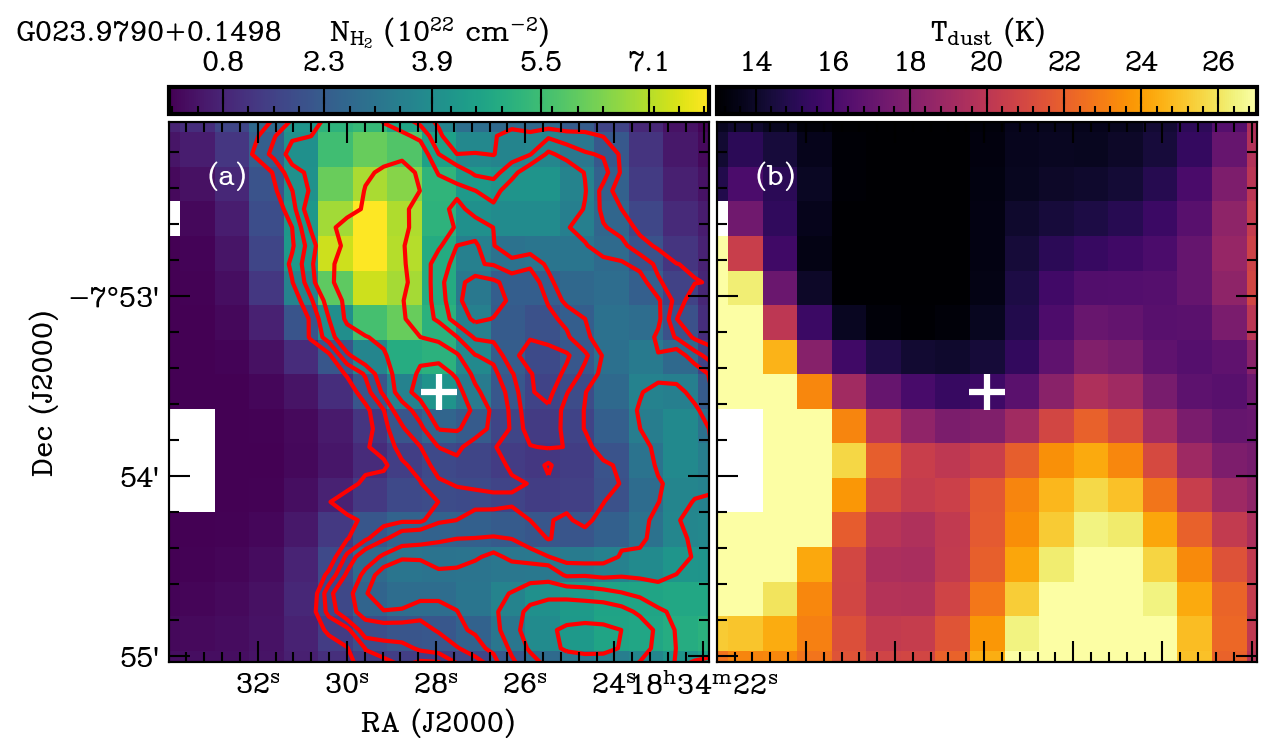 G023.9790+0.1498 N_H₂ (10²² cm⁻²) T_dust (K)
0.8 2.3 3.9 5.5 7.1 14 16 18 20 22 24 26
(a) (b)
−7°53'
54'
55'
Dec (J2000)
32ˢ 30ˢ 28ˢ 26ˢ 24ˢ 18ʰ34ᵐ22ˢ
RA (J2000)